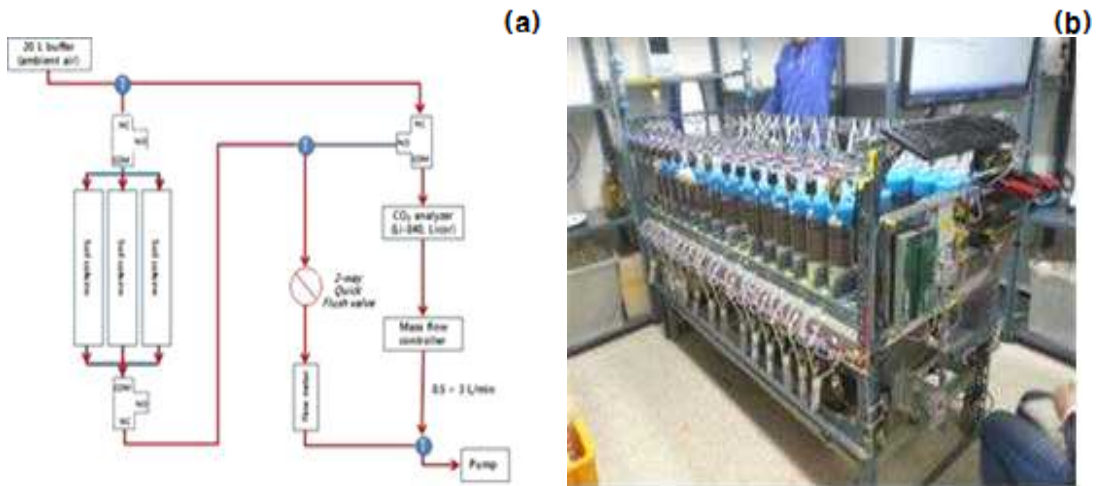 (a)
(b)
20 L buffer
(ambient air)
T
NC
NO
COM
T
NC
NO
COM
CO₂ analyzer
(Li-840, Licor)
Soil column
Soil column
Soil column
2-way
Quick
Flush valve
Mass flow
controller
COM
NO
NC
Flow meter
0.5 ~ 3 L/min
T
Pump